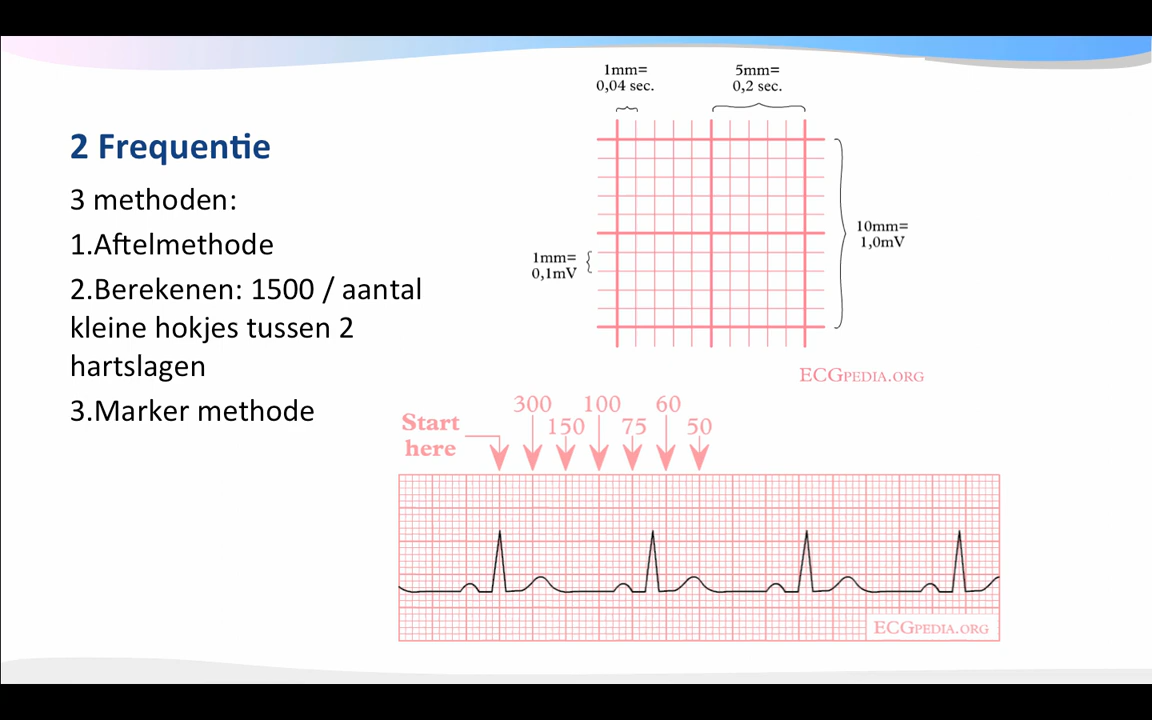 2 Frequentie
3 methoden:
1.Aftelmethode
2.Berekenen: 1500 / aantal
kleine hokjes tussen 2
hartslagen
3.Marker methode
1mm=
0,04 sec.
5mm=
0,2 sec.
10mm=
1,0mV
1mm=
0,1mV
ECGPEDIA.ORG
Start
here
300
150
100
75
60
50
ECGPEDIA.ORG